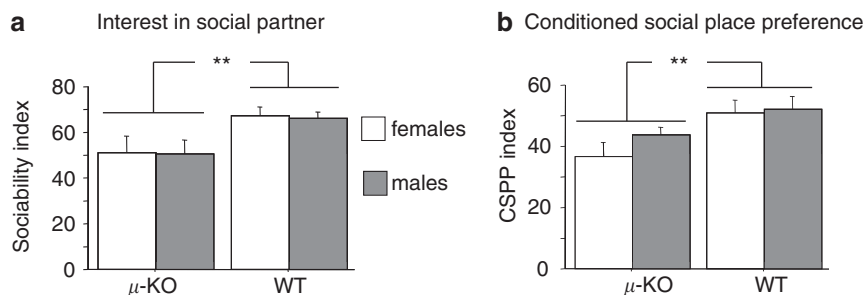 a Interest in social partner
**
80
60
40
20
0
Sociability index
μ-KO
WT
females
males
b Conditioned social place preference
**
60
40
20
0
CSPP index
μ-KO
WT